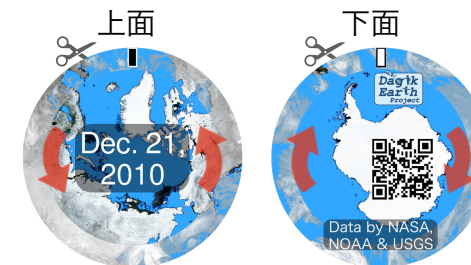 上面
下面
Dec. 21
2010
Dagik
Earth
Project
Data by NASA,
NOAA & USGS